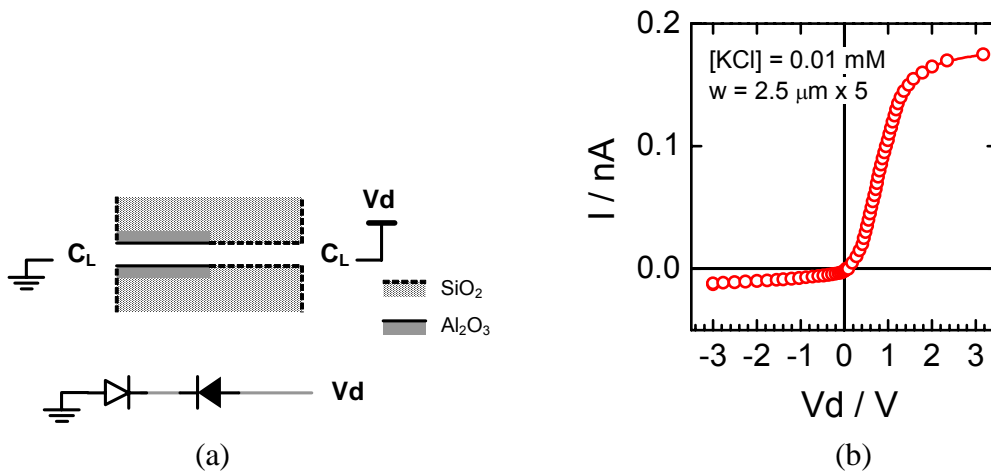 Vd
C_L
C_L
SiO₂
Al₂O₃
Vd
(a)
0.2
0.1
0.0
I / nA
[KCl] = 0.01 mM
w = 2.5 μm x 5
-3 -2 -1 0 1 2 3
Vd / V
(b)